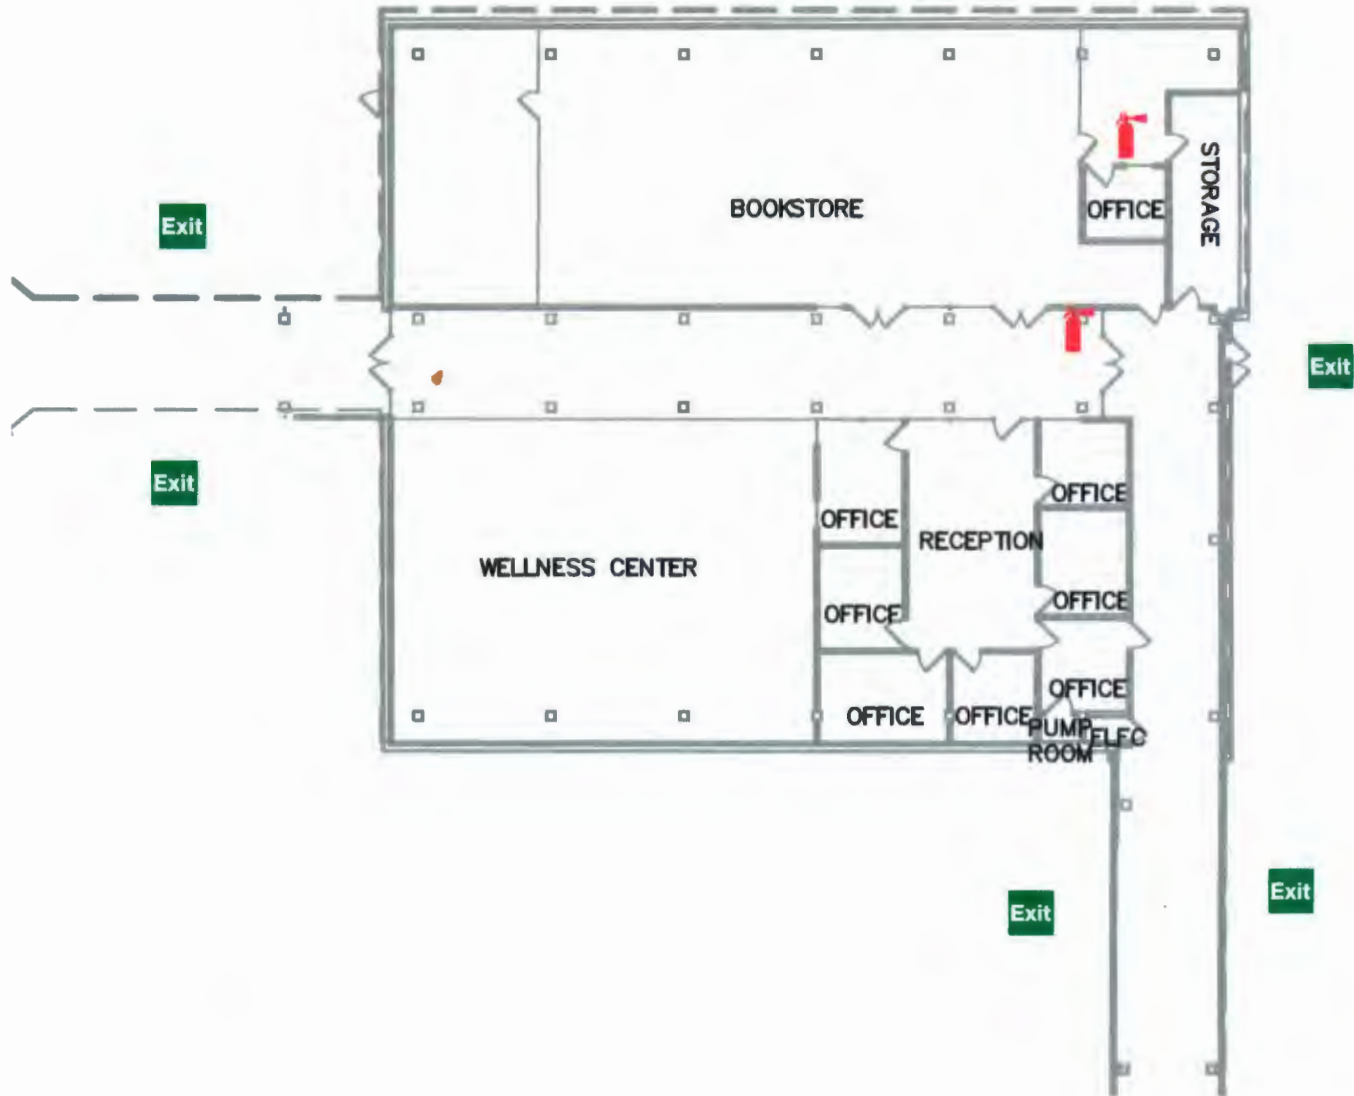 STORAGE
BOOKSTORE
OFFICE
Exit
Exit
Exit
OFFICE
OFFICE
RECEPTION
WELLNESS CENTER
OFFICE
OFFICE
OFFICE
OFFICE
OFFICE
PUMP
ROOM
ELEC
Exit
Exit